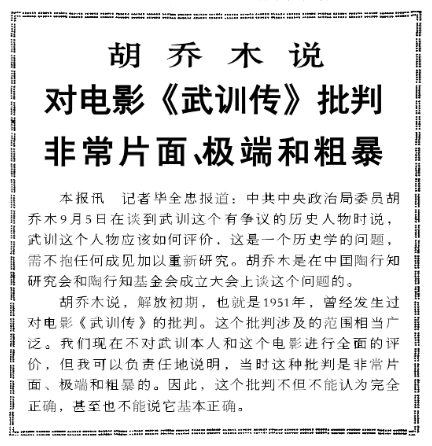 胡乔木说
对电影《武训传》批判
非常片面、极端和粗暴
本报讯 记者毕全忠报道：中共中央政治局委员胡
乔木9月5日在谈到武训这个有争议的历史人物时说，
武训这个人物应该如何评价，这是一个历史学的问题，
需不抱任何成见加以重新研究。胡乔木是在中国陶行知
研究会和陶行知基金会成立大会上谈这个问题的。
胡乔木说，解放初期，也就是1951年，曾经发生过
对电影《武训传》的批判。这个批判涉及的范围相当广
泛。我们现在不对武训本人和这个电影进行全面的评
价，但我可以负责任地说明，当时这种批判是非常片
面、极端和粗暴的。因此，这个批判不但不能认为完全
正确，甚至也不能说它基本正确。